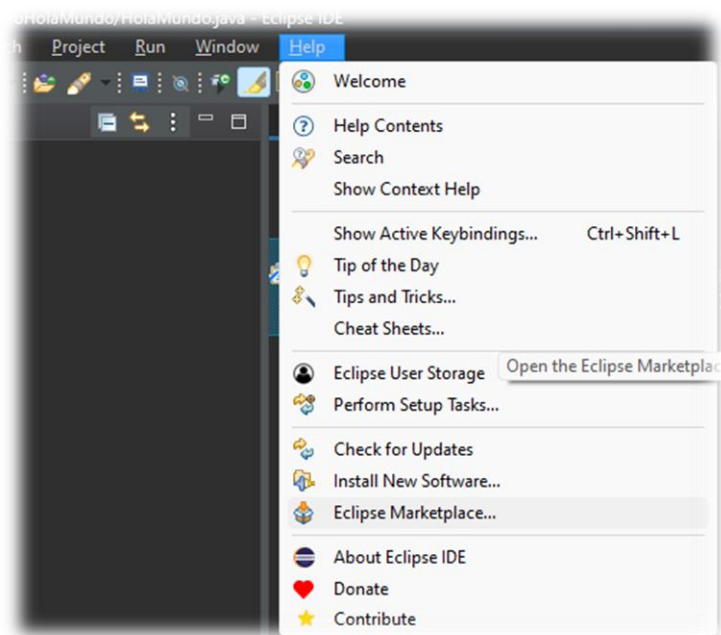 HolaMundo/HolaMundo.java - Eclipse IDE
Project Run Window Help
Welcome
Help Contents
Search
Show Context Help
Show Active Keybindings... Ctrl+Shift+L
Tip of the Day
Tips and Tricks...
Cheat Sheets...
Open the Eclipse Marketplac
Eclipse User Storage
Perform Setup Tasks...
Check for Updates
Install New Software...
Eclipse Marketplace...
About Eclipse IDE
Donate
Contribute